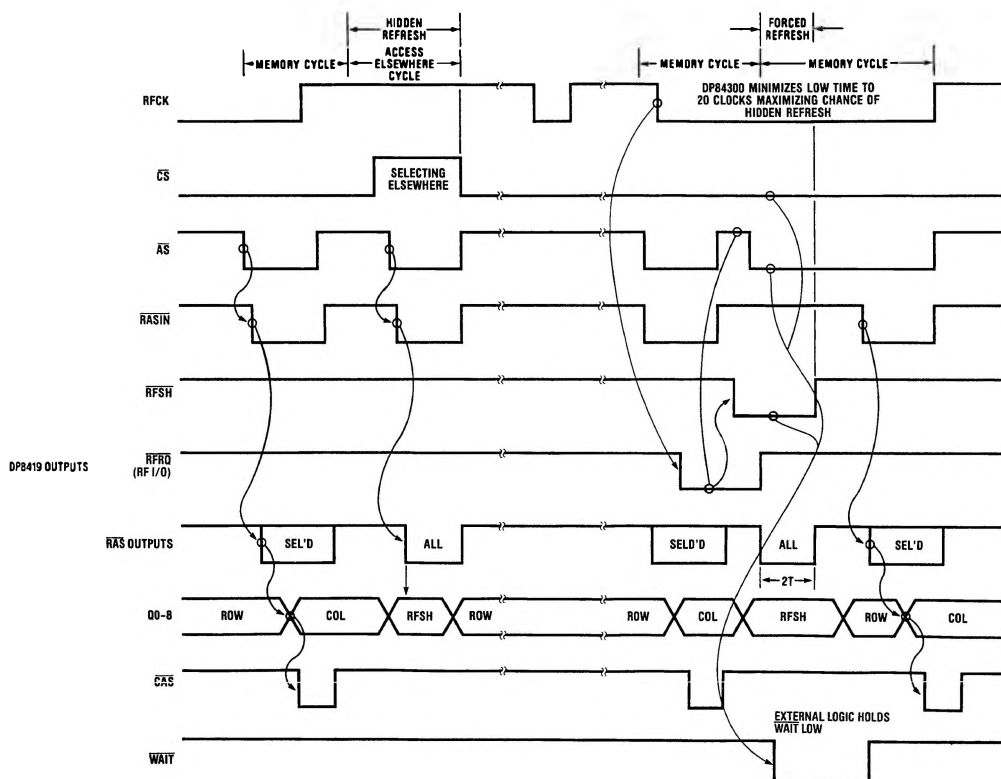 HIDDEN
REFRESH
FORCED
REFRESH
MEMORY CYCLE
ACCESS
ELSEWHERE
CYCLE
MEMORY CYCLE
MEMORY CYCLE
RFCK
DP84300 MINIMIZES LOW TIME TO
20 CLOCKS MAXIMIZING CHANCE OF
HIDDEN REFRESH
CS
SELECTING
ELSEWHERE
AS
RASIN
RFSH
DP8419 OUTPUTS
RFRQ
(RF I/O)
RAS OUTPUTS
SEL'D
ALL
SELD'D
ALL
SEL'D
2T
Q0-8
ROW
COL
RFSH
ROW
ROW
COL
RFSH
ROW
COL
CAS
EXTERNAL LOGIC HOLDS
WAIT LOW
WAIT